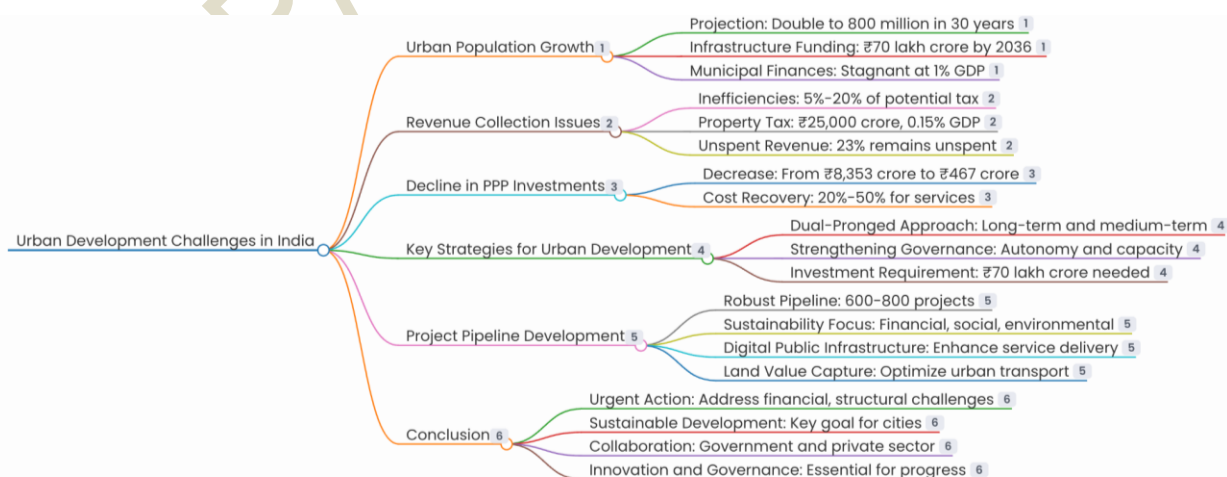 Urban Development Challenges in India
Urban Population Growth 1
Projection: Double to 800 million in 30 years 1
Infrastructure Funding: ₹70 lakh crore by 2036 1
Municipal Finances: Stagnant at 1% GDP 1
Revenue Collection Issues 2
Inefficiencies: 5%-20% of potential tax 2
Property Tax: ₹25,000 crore, 0.15% GDP 2
Unspent Revenue: 23% remains unspent 2
Decline in PPP Investments 3
Decrease: From ₹8,353 crore to ₹467 crore 3
Cost Recovery: 20%-50% for services 3
Key Strategies for Urban Development 4
Dual-Pronged Approach: Long-term and medium-term 4
Strengthening Governance: Autonomy and capacity 4
Investment Requirement: ₹70 lakh crore needed 4
Project Pipeline Development 5
Robust Pipeline: 600-800 projects 5
Sustainability Focus: Financial, social, environmental 5
Digital Public Infrastructure: Enhance service delivery 5
Land Value Capture: Optimize urban transport 5
Conclusion 6
Urgent Action: Address financial, structural challenges 6
Sustainable Development: Key goal for cities 6
Collaboration: Government and private sector 6
Innovation and Governance: Essential for progress 6